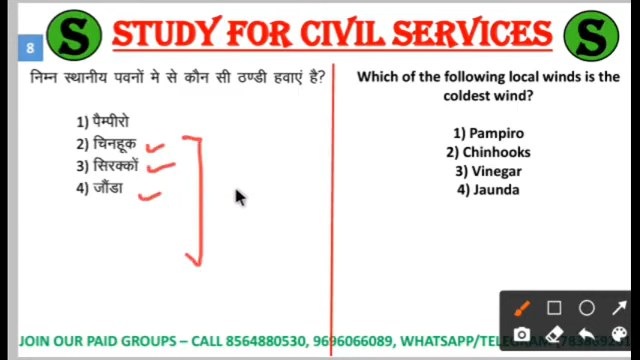 8
S
STUDY FOR CIVIL SERVICES
S
निम्न स्थानीय पवनों मे से कौन सी ठण्डी हवाएं है?
1) पैम्पीरो
2) चिनहूक
3) सिरक्कों
4) जौंडा
Which of the following local winds is the
coldest wind?
1) Pampiro
2) Chinhooks
3) Vinegar
4) Jaunda
JOIN OUR PAID GROUPS – CALL 8564880530, 9696066089, WHATSAPP/TELEGRAM